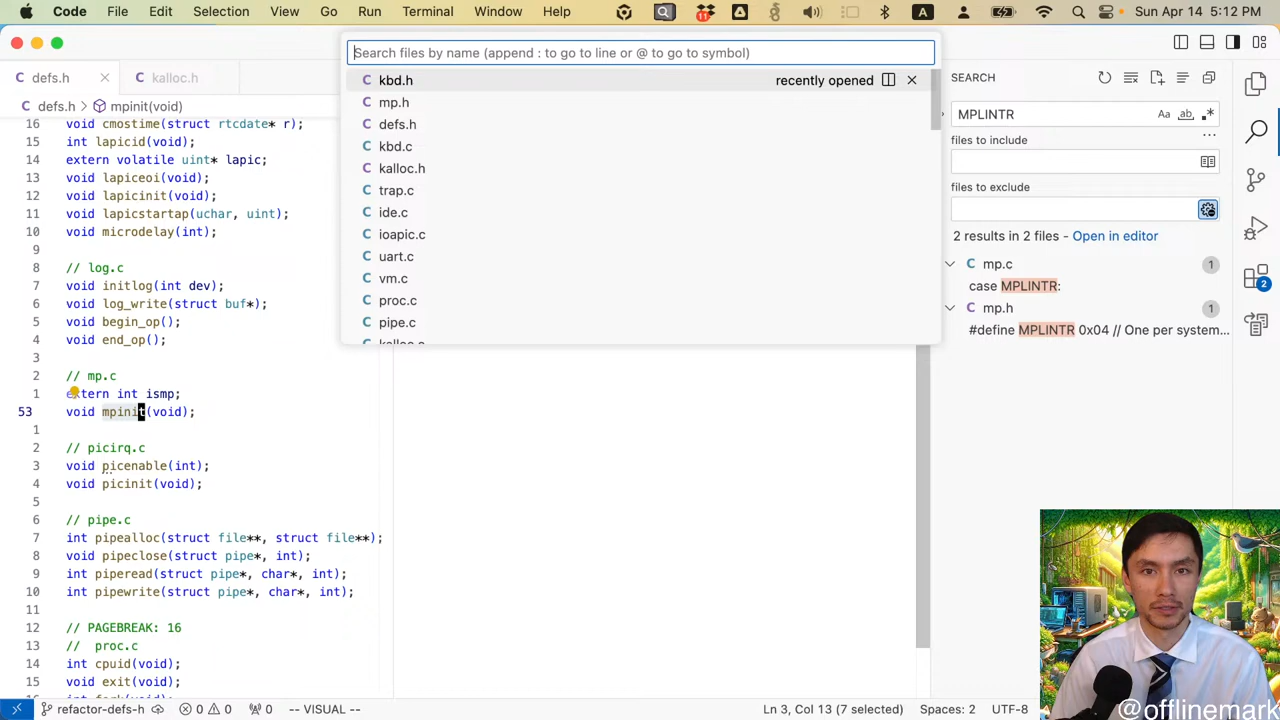 Code File Edit Selection View Go Run Terminal Window Help A Sun Apr 14 5:12 PM
Search files by name (append : to go to line or @ to go to symbol)
kbd.h recently opened
mp.h
defs.h
kbd.c
kalloc.h
trap.c
ide.c
ioapic.c
uart.c
vm.c
proc.c
pipe.c
kalloc.c
defs.h kalloc.h
defs.h > mpinit(void)
16 void cmostime(struct rtcdate* r);
15 int lapicid(void);
14 extern volatile uint* lapic;
13 void lapiceoi(void);
12 void lapicinit(void);
11 void lapicstartap(uchar, uint);
10 void microdelay(int);
9
8 // log.c
7 void initlog(int dev);
6 void log_write(struct buf*);
5 void begin_op();
4 void end_op();
3
2 // mp.c
1 extern int ismp;
53 void mpinit(void);
1
2 // picirq.c
3 void picenable(int);
4 void picinit(void);
5
6 // pipe.c
7 int pipealloc(struct file**, struct file**);
8 void pipeclose(struct pipe*, int);
9 int piperead(struct pipe*, char*, int);
10 int pipewrite(struct pipe*, char*, int);
11
12 // PAGEBREAK: 16
13 // proc.c
14 int cpuid(void);
15 void exit(void);
16 int fork(void);
SEARCH
MPLINTR Aa ab .*
files to include
files to exclude
2 results in 2 files - Open in editor
mp.c 1
case MPLINTR:
mp.h 1
#define MPLINTR 0x04 // One per system...
2
refactor-defs-h 0 0 0 -- VISUAL -- Ln 3, Col 13 (7 selected) Spaces: 2 UTF-8
@offlinemark